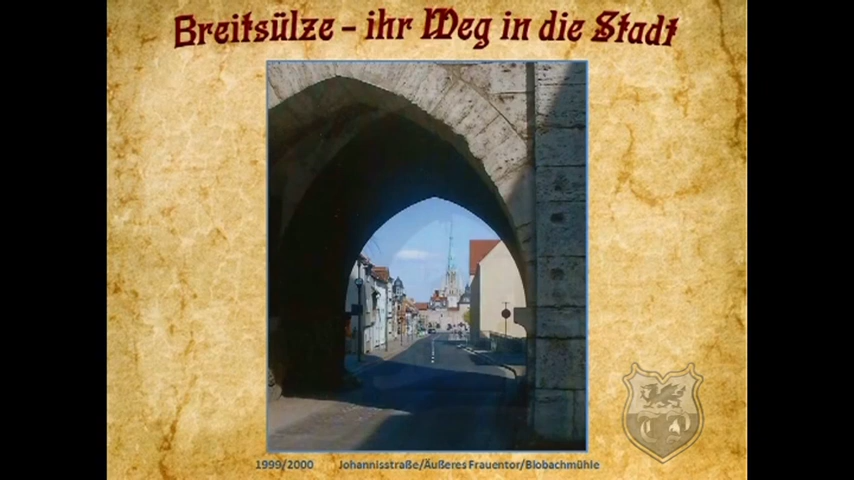 Breitsülze – ihr Weg in die Stadt
1999/2000 Johannisstraße/Äußeres Frauentor/Blobachmühle